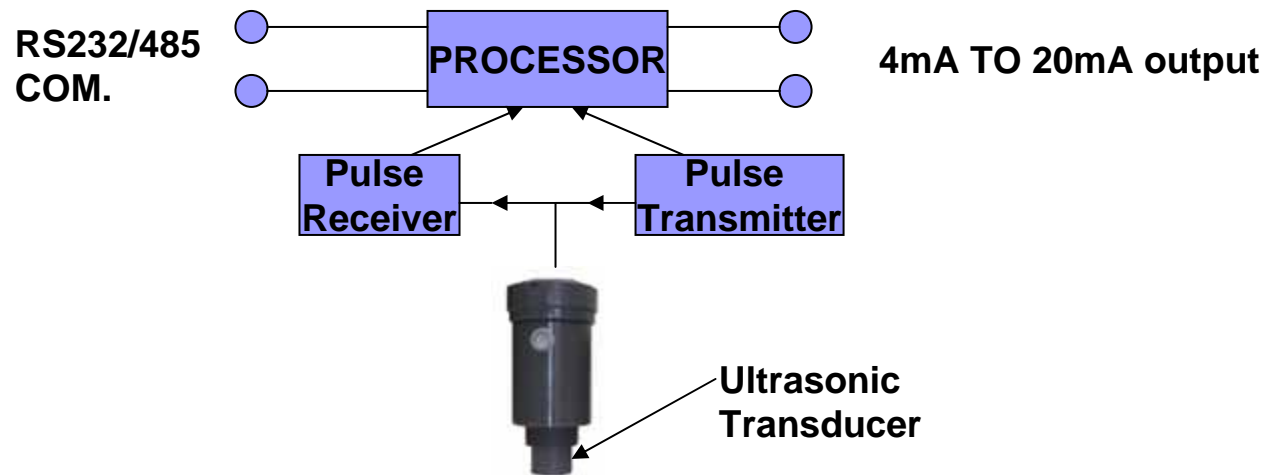 RS232/485
COM.
PROCESSOR
4mA TO 20mA output
Pulse
Receiver
Pulse
Transmitter
Ultrasonic
Transducer